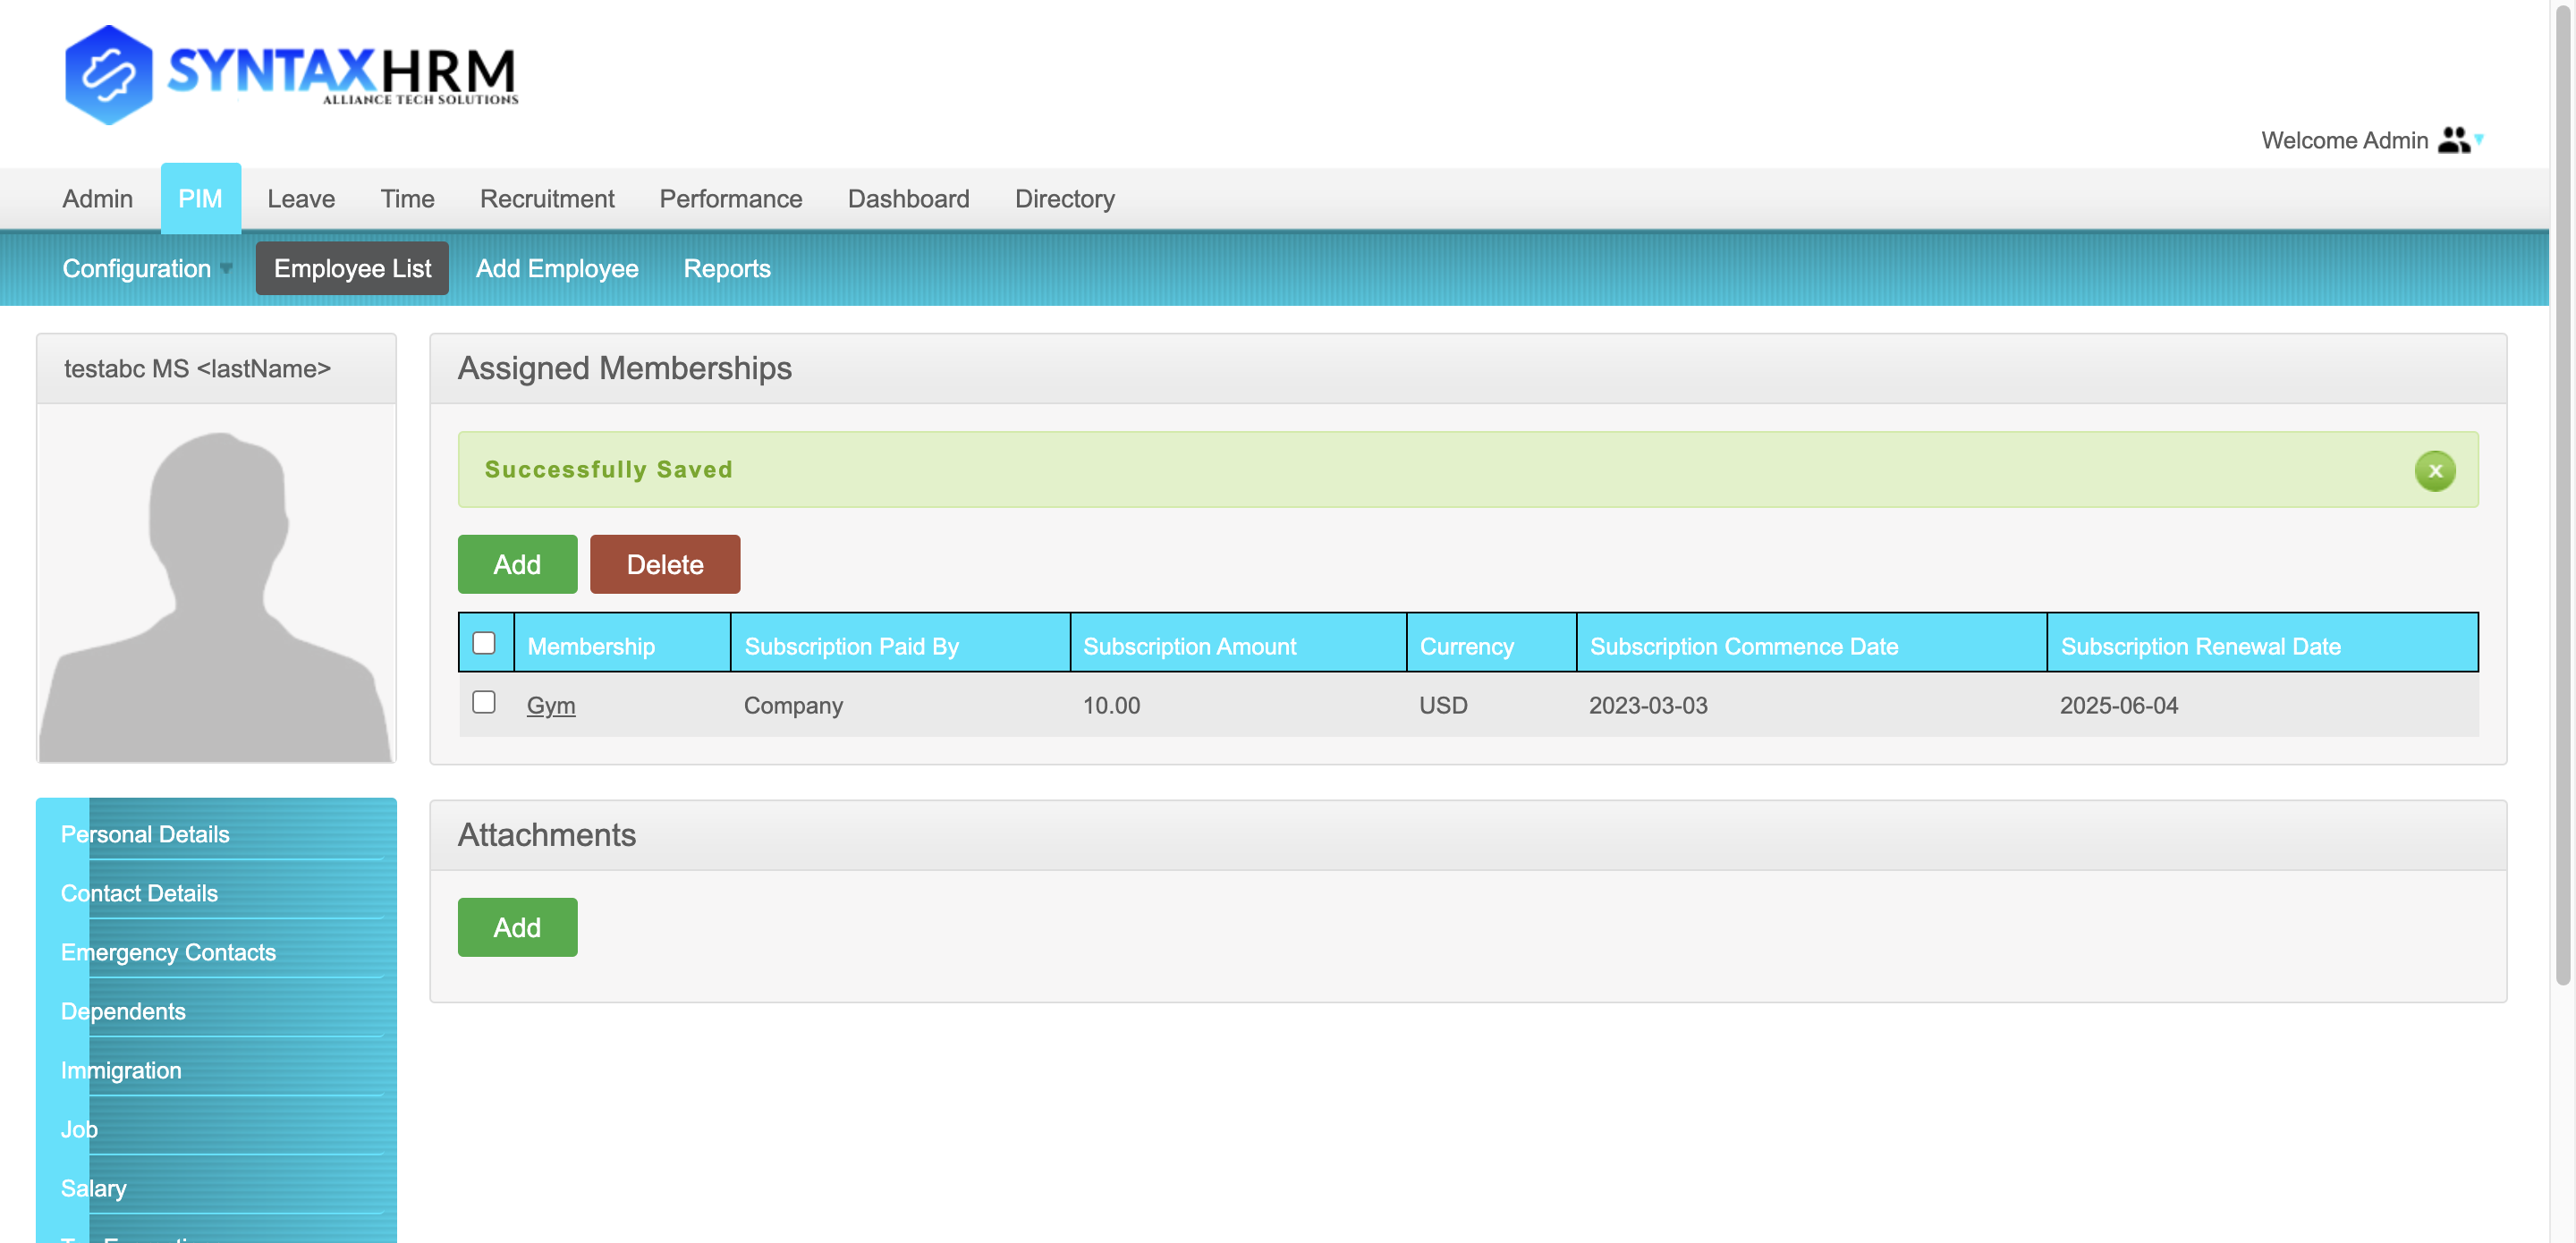 SYNTAXHRM
ALLIANCE TECH SOLUTIONS
Welcome Admin
Admin PIM Leave Time Recruitment Performance Dashboard Directory
Configuration Employee List Add Employee Reports
testabc MS <lastName>
Assigned Memberships
Successfully Saved
x
Add Delete
Membership Subscription Paid By Subscription Amount Currency Subscription Commence Date Subscription Renewal Date
Gym Company 10.00 USD 2023-03-03 2025-06-04
Personal Details
Contact Details
Emergency Contacts
Dependents
Immigration
Job
Salary
Attachments
Add